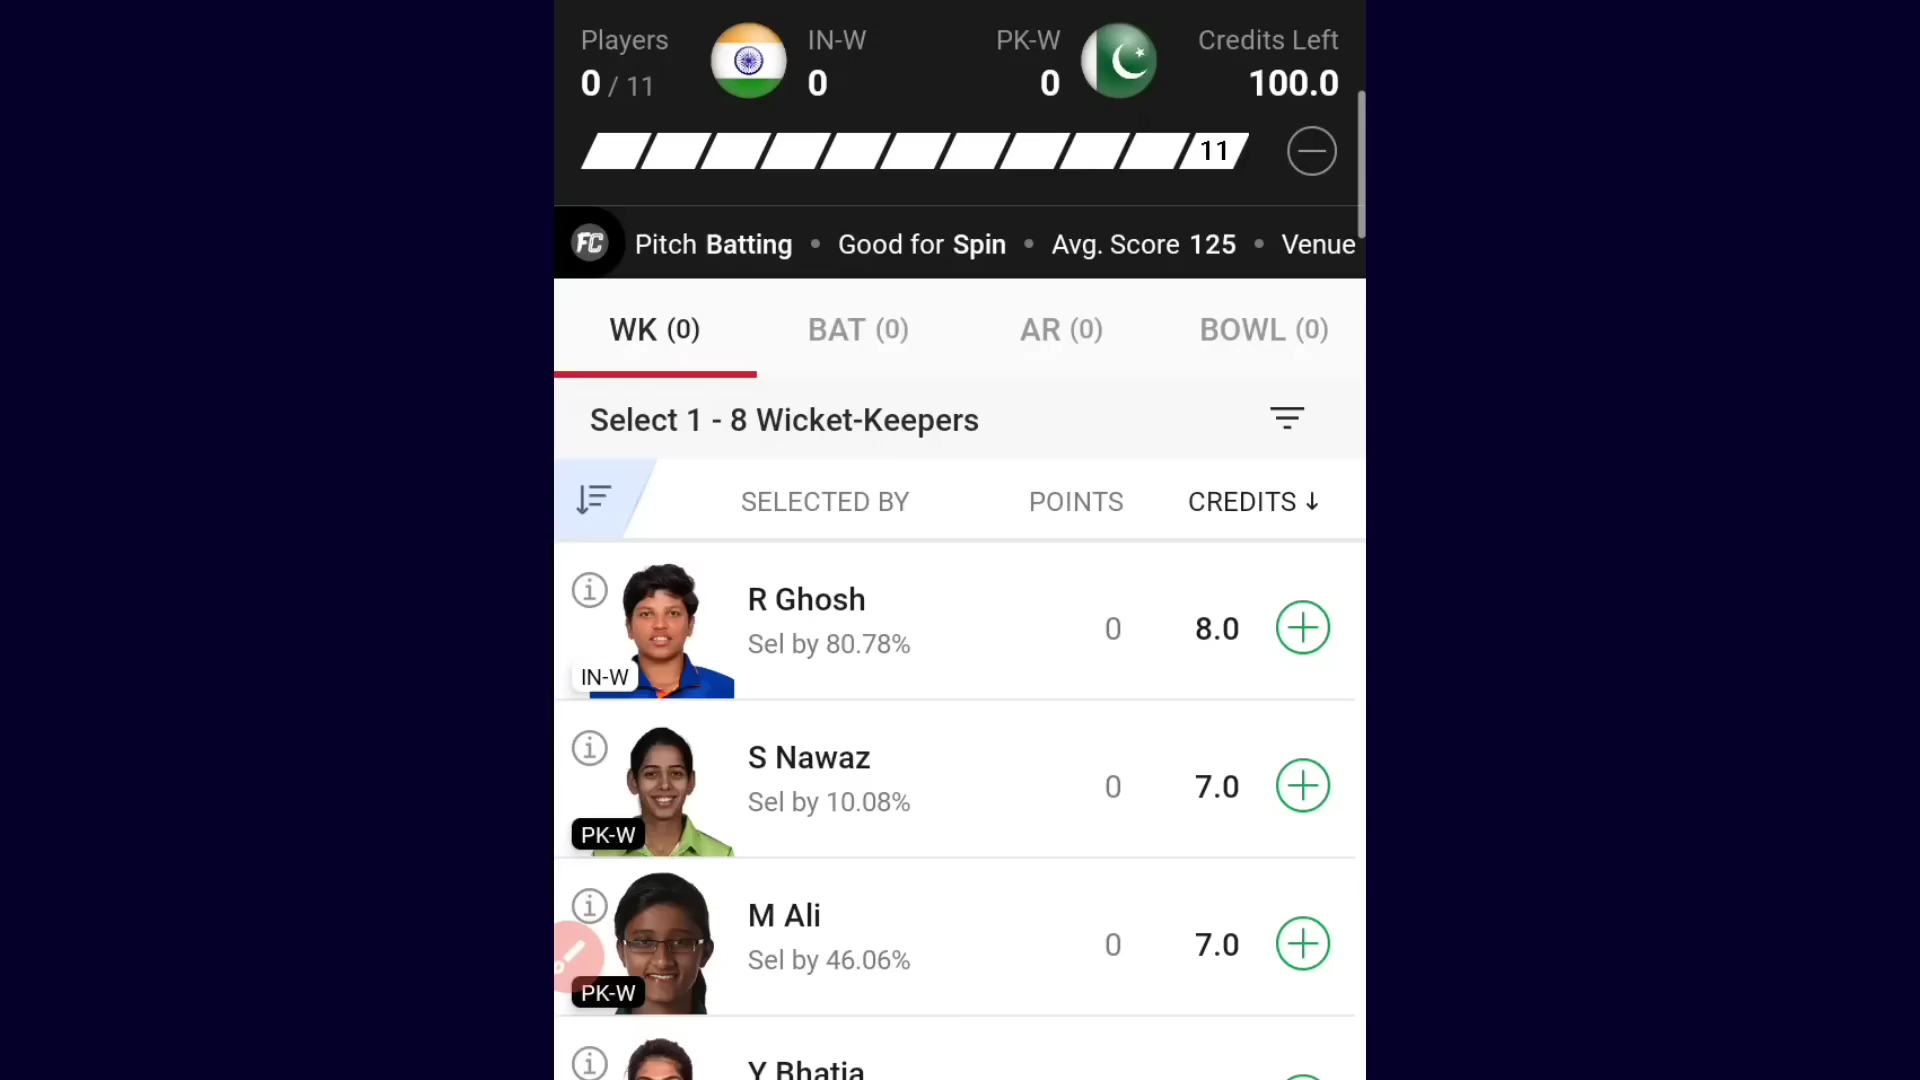 Players IN-W PK-W Credits Left
0 / 11 0 0 100.0
11
FC Pitch Batting • Good for Spin • Avg. Score 125 • Venue
WK (0) BAT (0) AR (0) BOWL (0)
Select 1 - 8 Wicket-Keepers
SELECTED BY POINTS CREDITS ↓
R Ghosh
Sel by 80.78% 0 8.0
IN-W
S Nawaz
Sel by 10.08% 0 7.0
PK-W
M Ali
Sel by 46.06% 0 7.0
PK-W
Y Bhatia